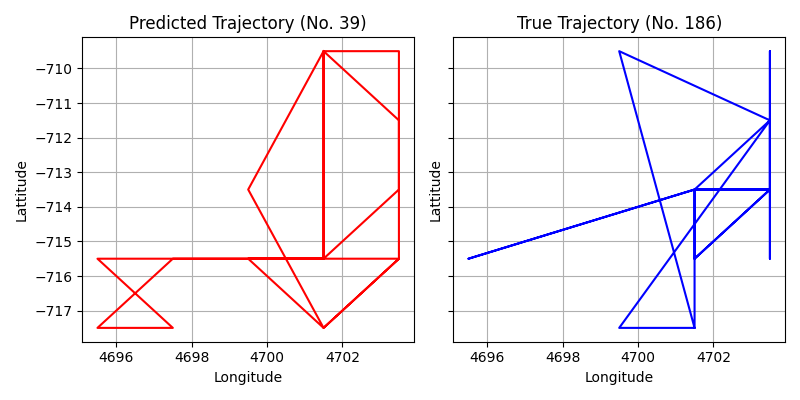 Predicted Trajectory (No. 39)
True Trajectory (No. 186)
Lattitude
−710
−711
−712
−713
−714
−715
−716
−717
4696
4698
4700
4702
Longitude
Lattitude
4696
4698
4700
4702
Longitude